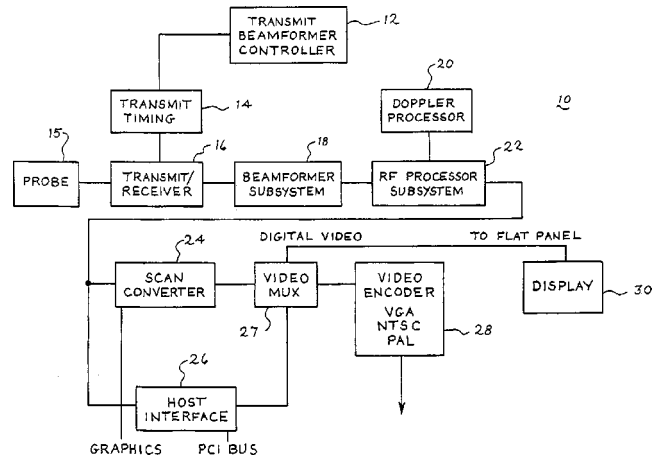 TRANSMIT
BEAMFORMER
CONTROLLER
12
20
TRANSMIT
TIMING
14
DOPPLER
PROCESSOR
10
15
16
18
22
PROBE
TRANSMIT/
RECEIVER
BEAMFORMER
SUBSYSTEM
RF PROCESSOR
SUBSYSTEM
24
DIGITAL VIDEO
TO FLAT PANEL
SCAN
CONVERTER
VIDEO
MUX
27
VIDEO
ENCODER
VGA
NTSC
PAL
28
DISPLAY
30
26
HOST
INTERFACE
GRAPHICS
PCI BUS